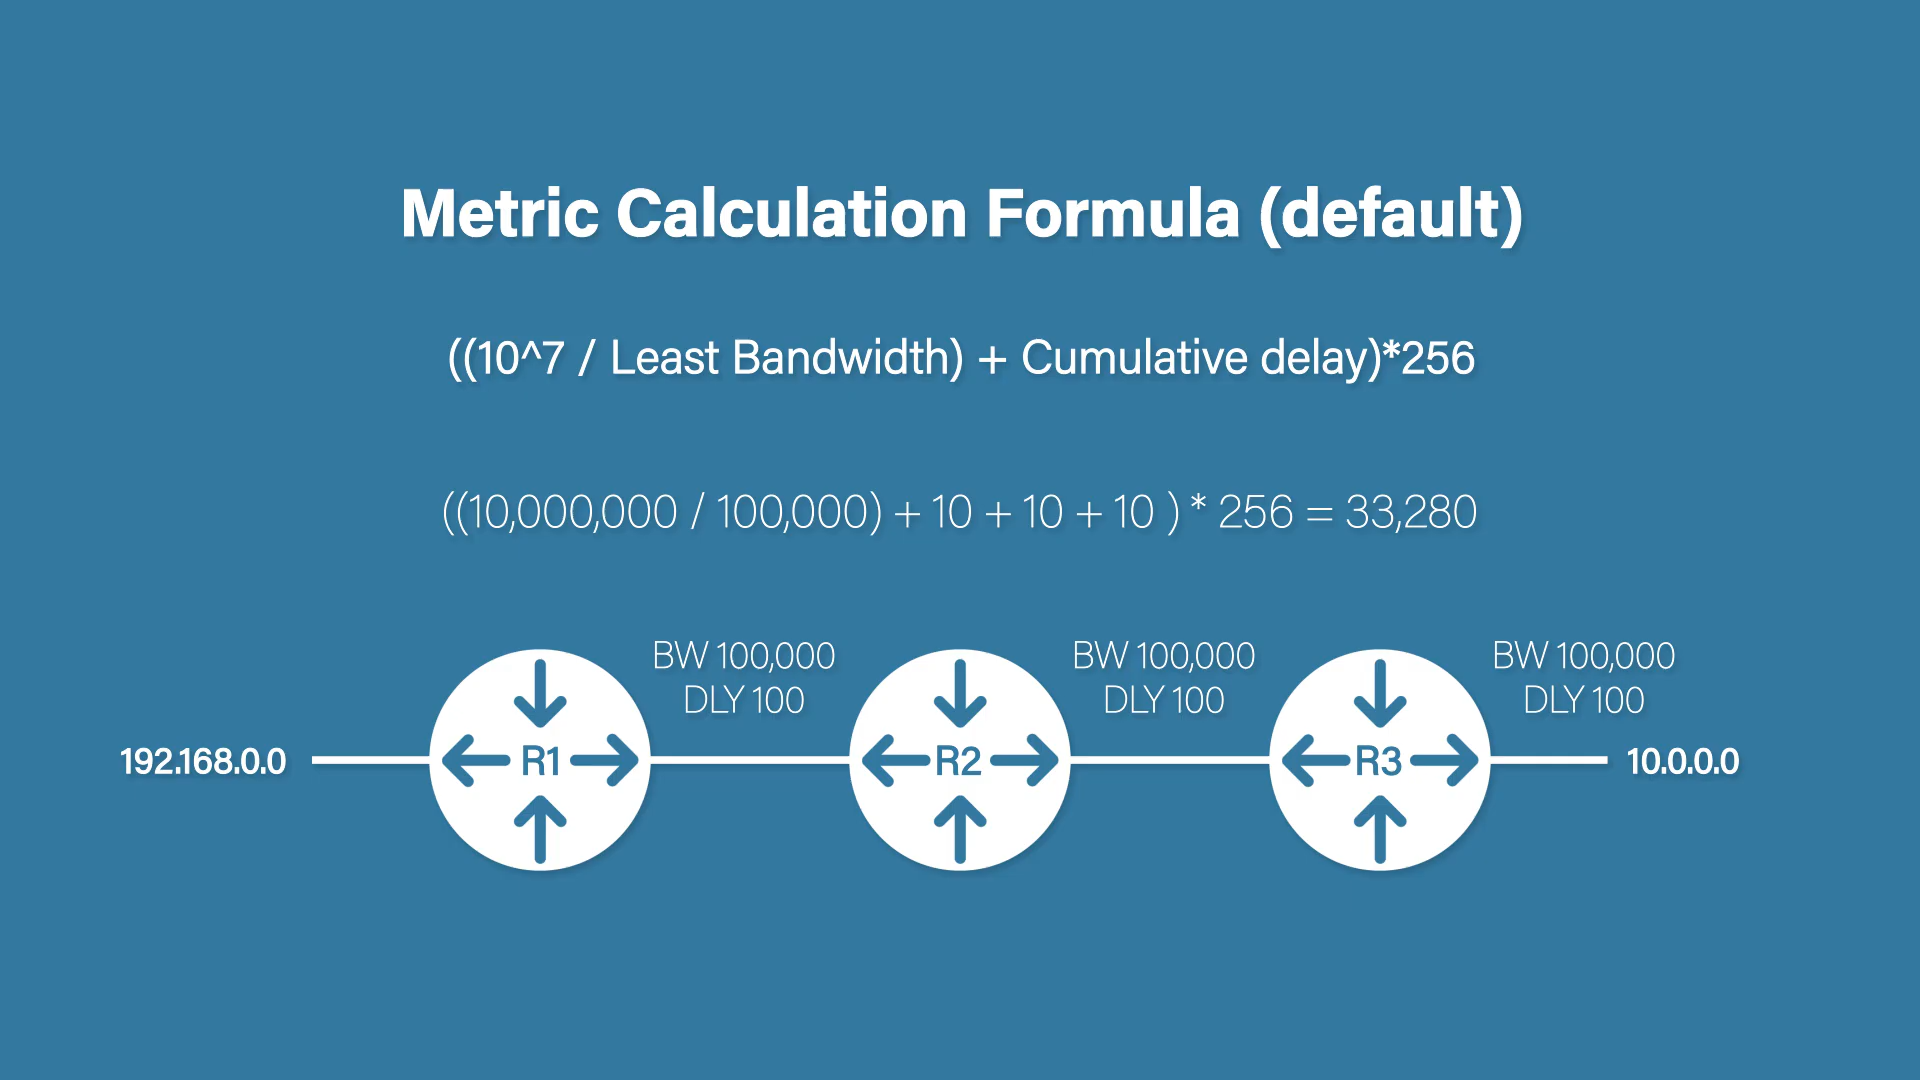 Metric Calculation Formula (default)
((10^7 / Least Bandwidth) + Cumulative delay)*256
((10,000,000 / 100,000) + 10 + 10 + 10 ) * 256 = 33,280
BW 100,000
DLY 100
BW 100,000
DLY 100
BW 100,000
DLY 100
192.168.0.0
R1
R2
R3
10.0.0.0